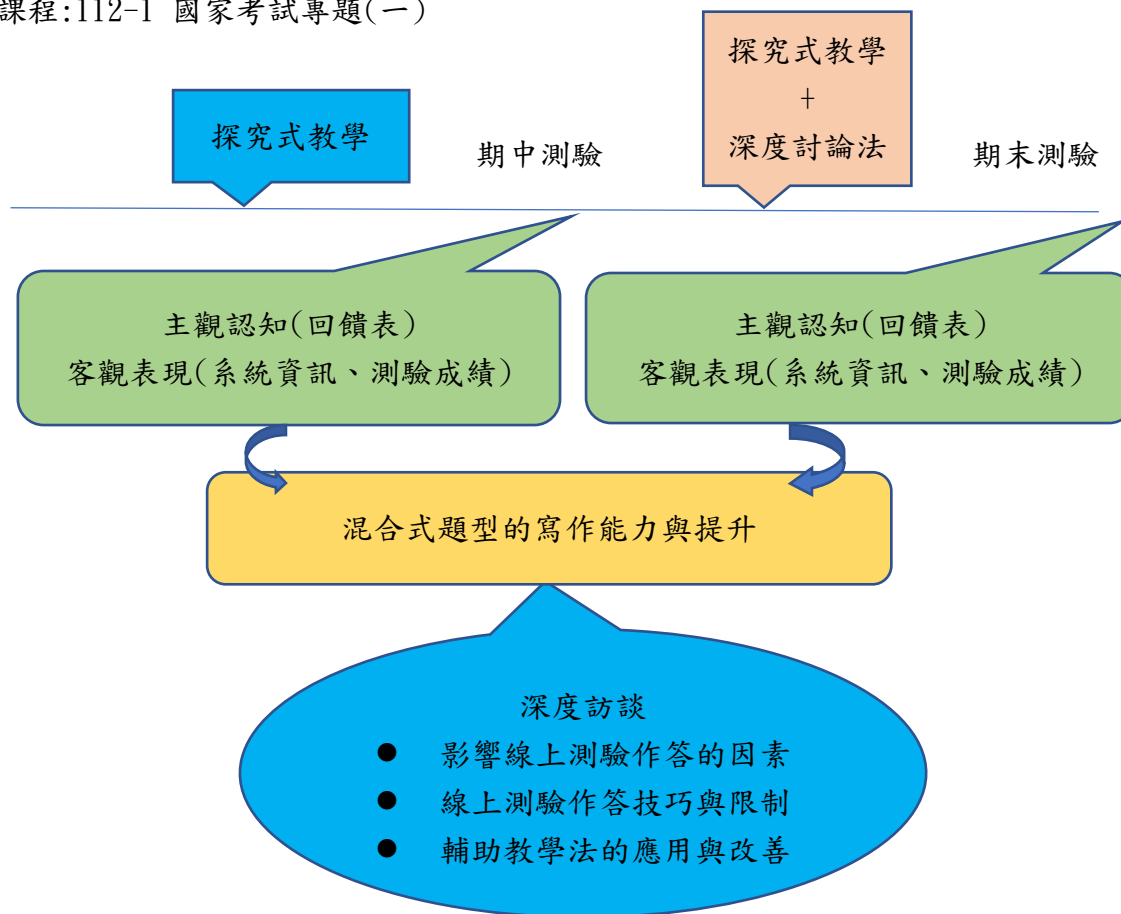 課程:112-1 國家考試專題(一)
探究式教學
期中測驗
探究式教學
+
深度討論法
期末測驗
主觀認知(回饋表)
客觀表現(系統資訊、測驗成績)
主觀認知(回饋表)
客觀表現(系統資訊、測驗成績)
混合式題型的寫作能力與提升
深度訪談
● 影響線上測驗作答的因素
● 線上測驗作答技巧與限制
● 輔助教學法的應用與改善